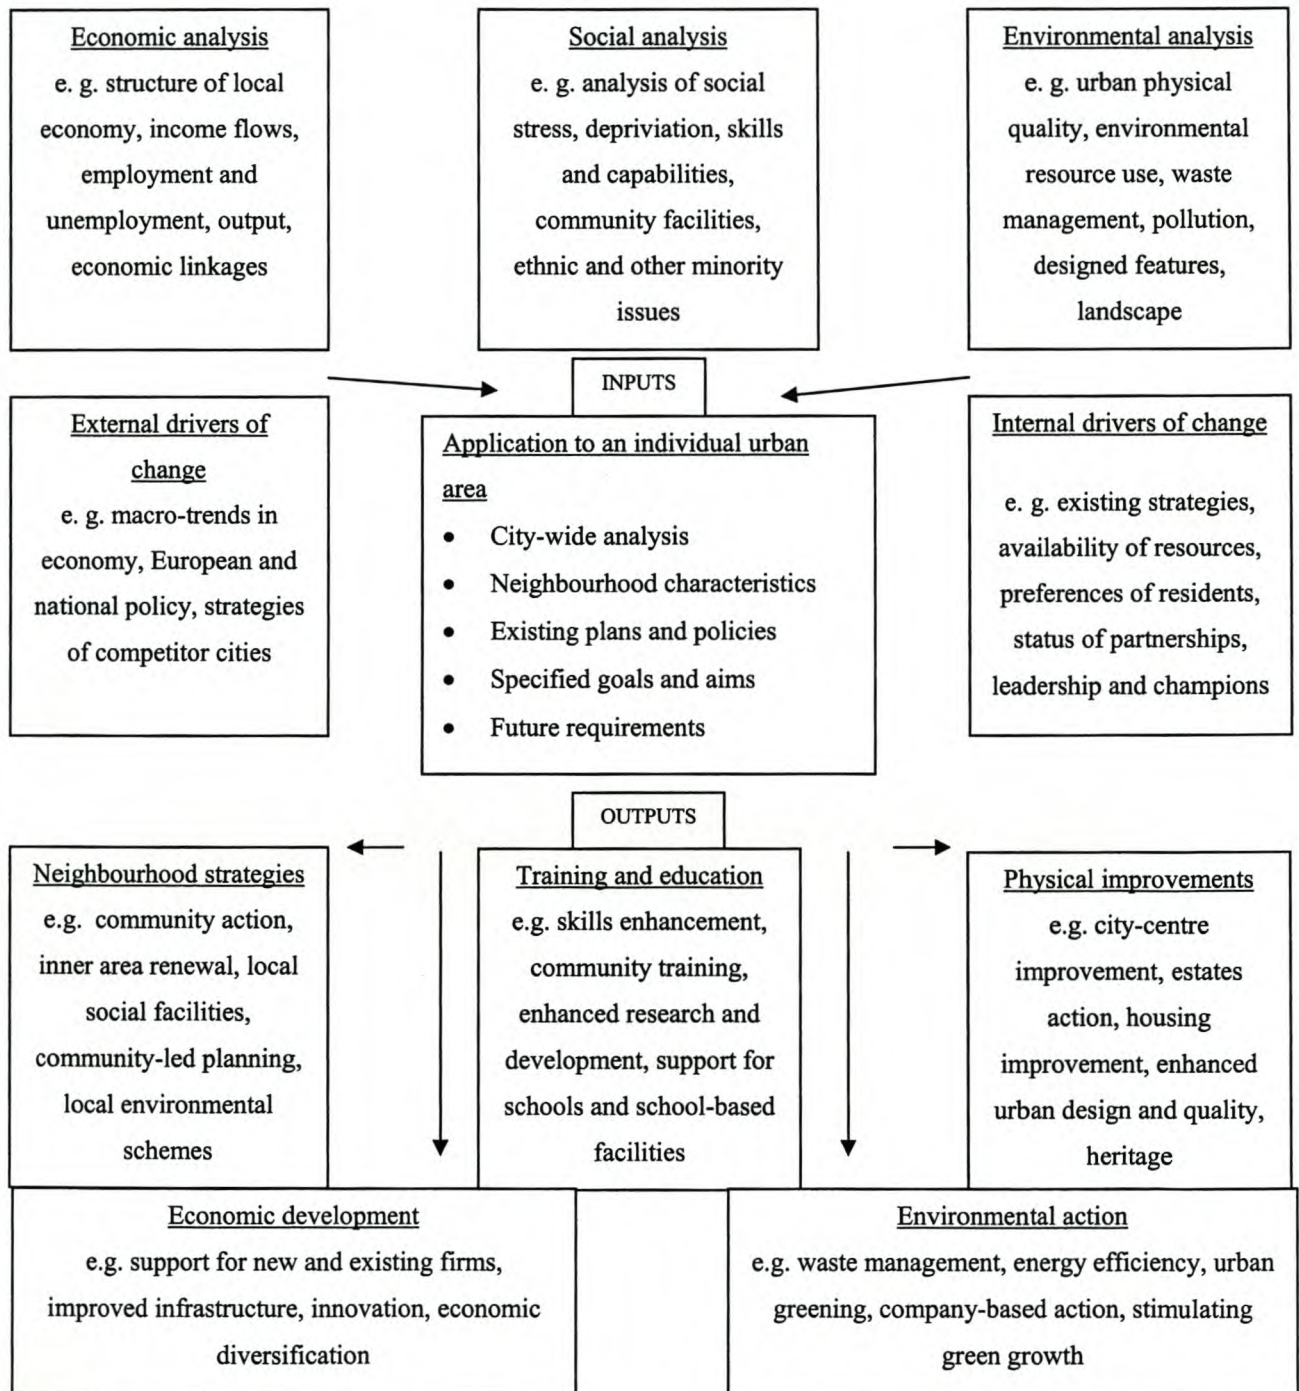 Economic analysis
e. g. structure of local
economy, income flows,
employment and
unemployment, output,
economic linkages
Social analysis
e. g. analysis of social
stress, depriviation, skills
and capabilities,
community facilities,
ethnic and other minority
issues
Environmental analysis
e. g. urban physical
quality, environmental
resource use, waste
management, pollution,
designed features,
landscape
INPUTS
External drivers of
change
e. g. macro-trends in
economy, European and
national policy, strategies
of competitor cities
Application to an individual urban
area
• City-wide analysis
• Neighbourhood characteristics
• Existing plans and policies
• Specified goals and aims
• Future requirements
Internal drivers of change
e. g. existing strategies,
availability of resources,
preferences of residents,
status of partnerships,
leadership and champions
OUTPUTS
Neighbourhood strategies
e.g. community action,
inner area renewal, local
social facilities,
community-led planning,
local environmental
schemes
Training and education
e.g. skills enhancement,
community training,
enhanced research and
development, support for
schools and school-based
facilities
Physical improvements
e.g. city-centre
improvement, estates
action, housing
improvement, enhanced
urban design and quality,
heritage
Economic development
e.g. support for new and existing firms,
improved infrastructure, innovation, economic
diversification
Environmental action
e.g. waste management, energy efficiency, urban
greening, company-based action, stimulating
green growth